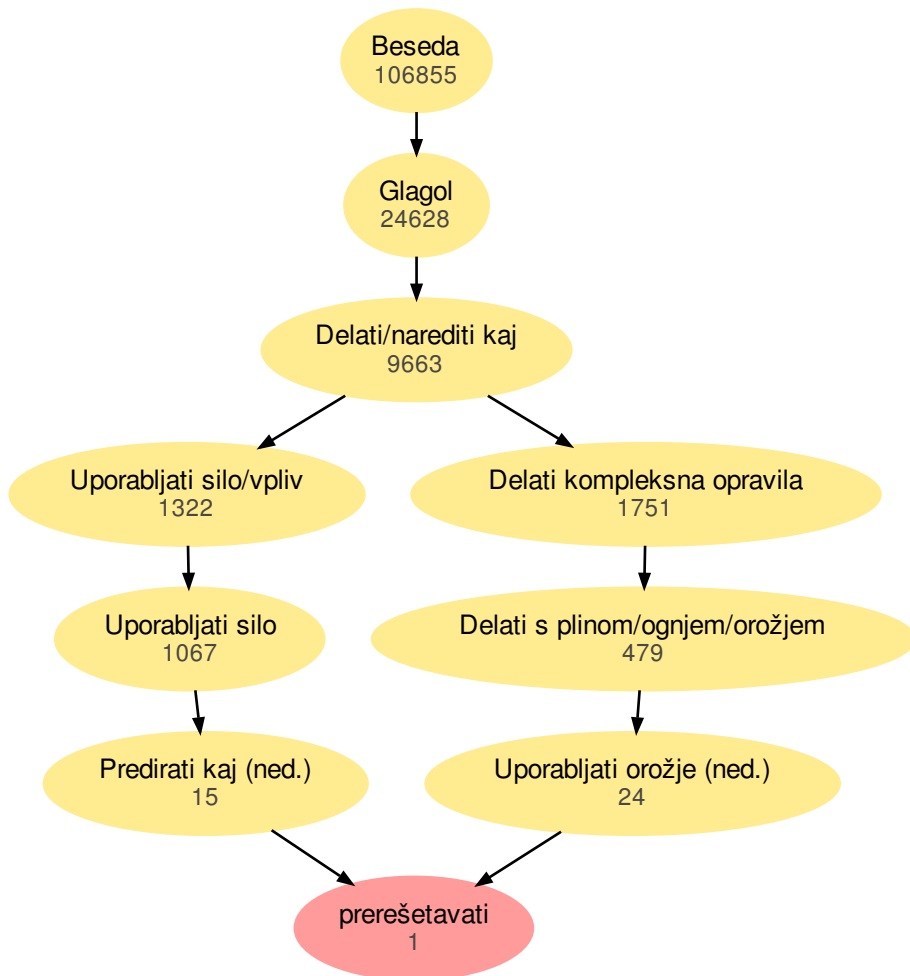 Beseda
106855
Glagol
24628
Delati/narediti kaj
9663
Uporabljati silo/vpliv
1322
Delati kompleksna opravila
1751
Uporabljati silo
1067
Delati s plinom/ognjem/orožjem
479
Predirati kaj (ned.)
15
Uporabljati orožje (ned.)
24
prerešetavati
1